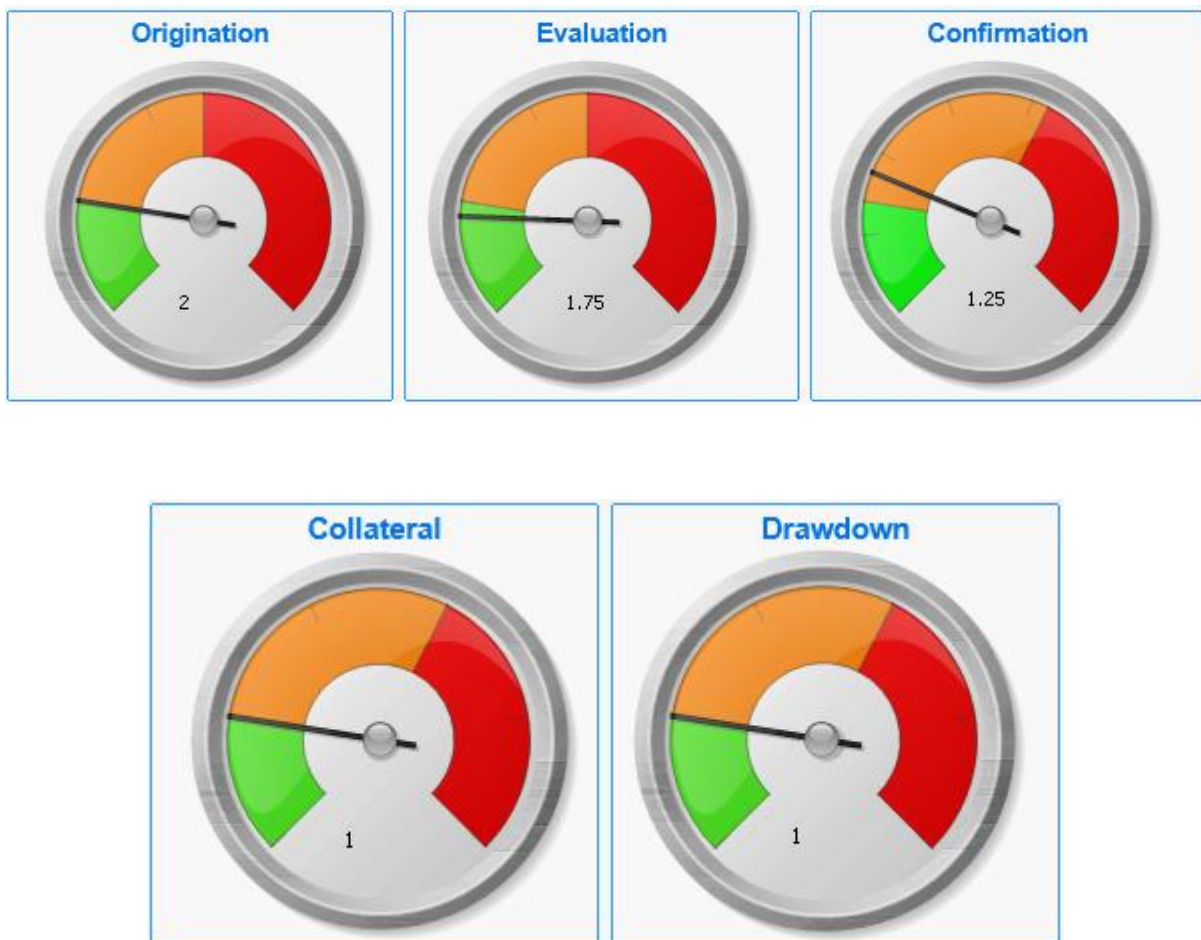 Origination
2
Evaluation
1.75
Confirmation
1.25
Collateral
1
Drawdown
1